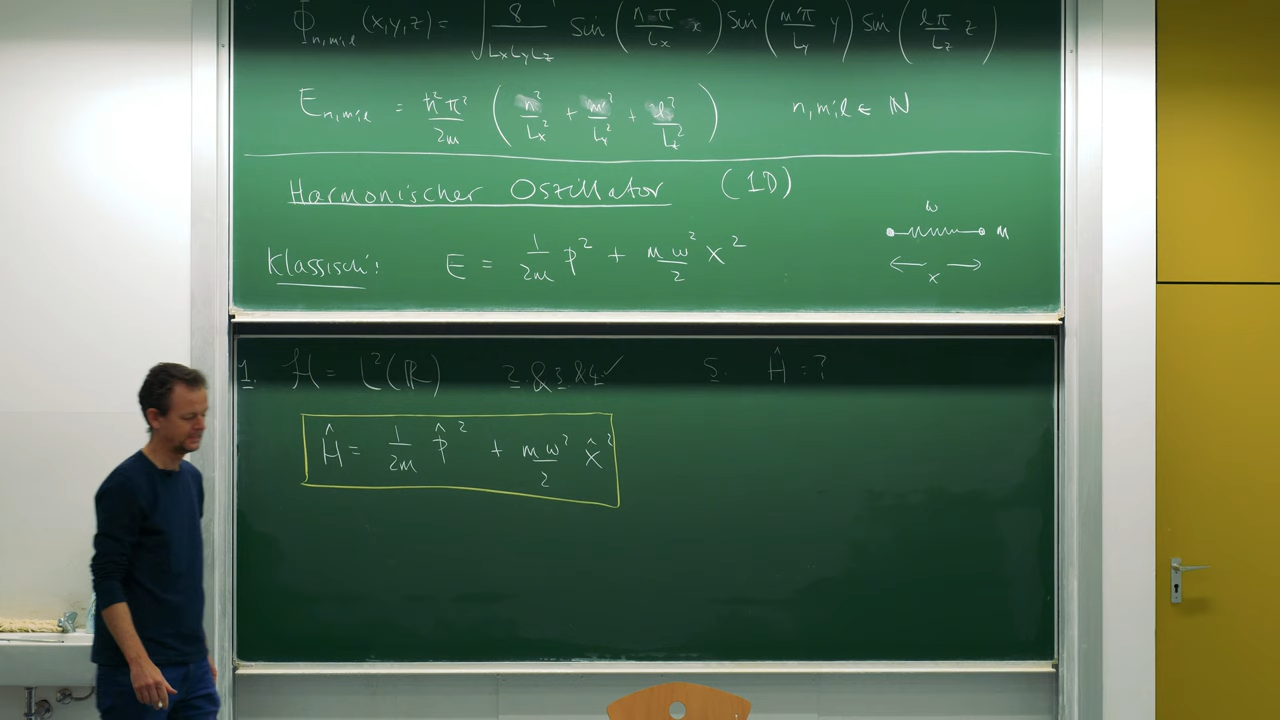 Φ_{n,m,l} (x,y,z) = √(8/(LxLyLz)) Sin(nπ/Lx x) Sin(mπ/Ly y) Sin(lπ/Lz z)
E_{n,m,l} = ħ²π²/2m (n²/Lx² + m²/Ly² + l²/Lz²) n,m,l ∈ ℕ
Harmonischer Oszillator (1D)
ω
m
x
Klassisch: E = 1/2m p² + mω²/2 x²
1. ℋ = L²(ℝ) 2. & 3 & 4 ✓ 5. Ĥ = ?
Ĥ = 1/2m p̂² + mω²/2 x̂²